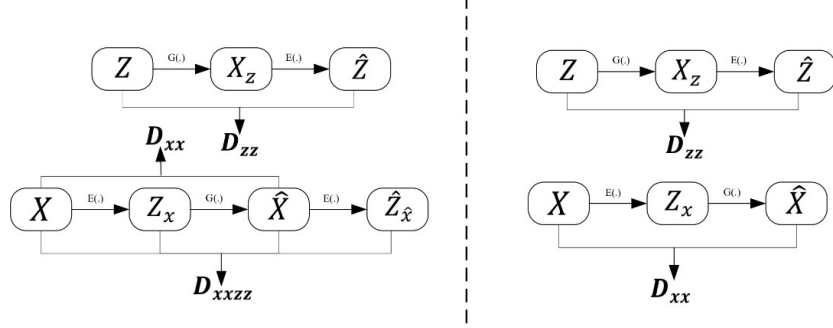 Z G(.) X_z E(.) Ẑ
D_zz
D_xx
X E(.) Z_x G(.) X̂ E(.) Ẑ_x̂
D_xxzz
Z G(.) X_z E(.) Ẑ
D_zz
X E(.) Z_x G(.) X̂
D_xx